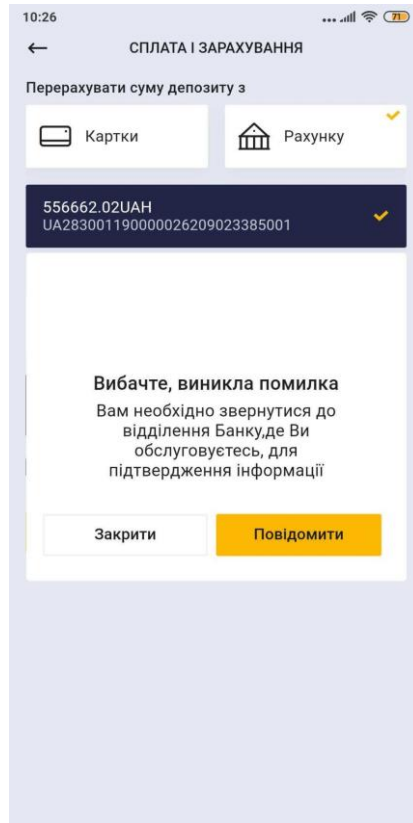 10:26
71
СПЛАТА І ЗАРАХУВАННЯ
Перерахувати суму депозиту з
Картки
Рахунку
556662.02UAH
UA283001190000026209023385001
Вибачте, виникла помилка
Вам необхідно звернутися до
відділення Банку,де Ви
обслуговуєтесь, для
підтвердження інформації
Закрити
Повідомити